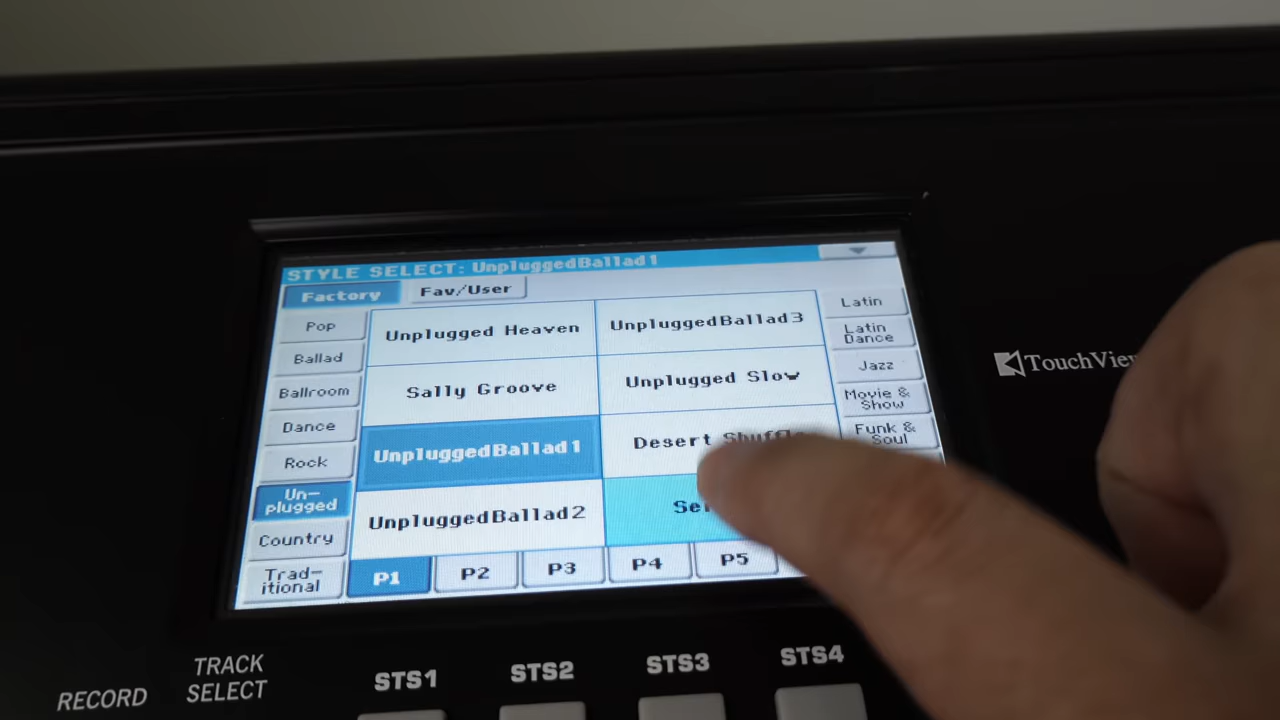 STYLE SELECT: UnpluggedBallad1
Factory
Fav/User
Pop
Ballad
Ballroom
Dance
Rock
Un-
plugged
Country
Trad-
itional
Unplugged Heaven
UnpluggedBallad3
Sally Groove
Unplugged Slow
UnpluggedBallad1
Desert Shuffle
UnpluggedBallad2
P1
P2
P3
P4
P5
Latin
Latin
Dance
Jazz
Movie &
Show
Funk &
Soul
RECORD
TRACK
SELECT
STS1
STS2
STS3
STS4